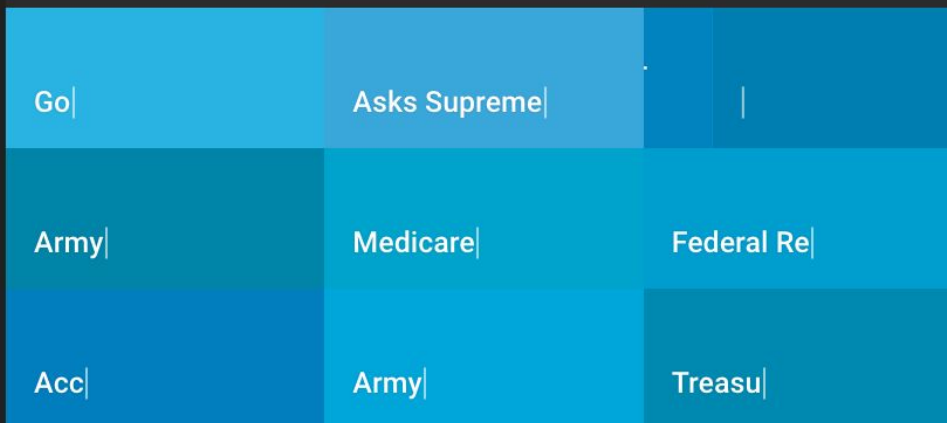 Go
Asks Supreme
Army
Medicare
Federal Re
Acc
Army
Treasu